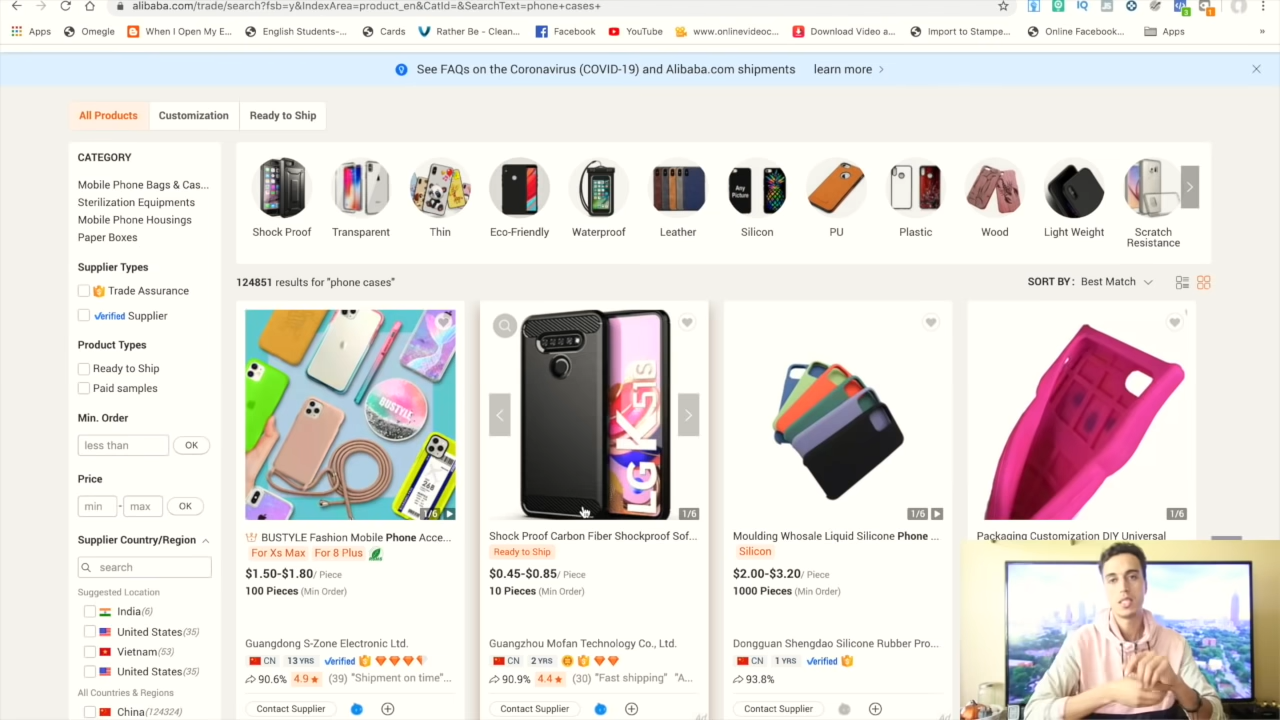 alibaba.com/trade/search?fsb=y&IndexArea=product_en&CatId=&SearchText=phone+cases+
Apps
Omegle
When I Open My E...
English Students-...
Cards
Rather Be - Clean...
Facebook
YouTube
www.onlinevideoc...
Download Video a...
Import to Stampe...
Online Facebook...
Apps
»
See FAQs on the Coronavirus (COVID-19) and Alibaba.com shipments learn more >
All Products
Customization
Ready to Ship
CATEGORY
Mobile Phone Bags & Cas...
Sterilization Equipments
Mobile Phone Housings
Paper Boxes
Supplier Types
Trade Assurance
Verified Supplier
Product Types
Ready to Ship
Paid samples
Min. Order
less than
OK
Price
min - max
OK
Supplier Country/Region
search
Suggested Location
India(6)
United States(35)
Vietnam(53)
United States(35)
All Countries & Regions
China(124324)
Any Picture
Shock Proof
Transparent
Thin
Eco-Friendly
Waterproof
Leather
Silicon
PU
Plastic
Wood
Light Weight
Scratch
Resistance
124851 results for "phone cases"
SORT BY : Best Match
BUSTYLE
1/6
BUSTYLE Fashion Mobile Phone Acce...
For Xs Max For 8 Plus
$1.50-$1.80/ Piece
100 Pieces (Min Order)
Guangdong S-Zone Electronic Ltd.
CN 13 YRS Verified
90.6% 4.9 ★ (39) "Shipment on time"...
Contact Supplier
LG K51S
1/6
Shock Proof Carbon Fiber Shockproof Sof...
Ready to Ship
$0.45-$0.85/ Piece
10 Pieces (Min Order)
Guangzhou Mofan Technology Co., Ltd.
CN 2 YRS
90.9% 4.4 ★ (30) "Fast shipping" "A...
Contact Supplier
Ad
1/6
Moulding Whosale Liquid Silicone Phone ...
Silicon
$2.00-$3.20/ Piece
1000 Pieces (Min Order)
Dongguan Shengdao Silicone Rubber Pro...
CN 1 YRS Verified
93.8%
Contact Supplier
Ad
1/6
Packaging Customization DIY Universal